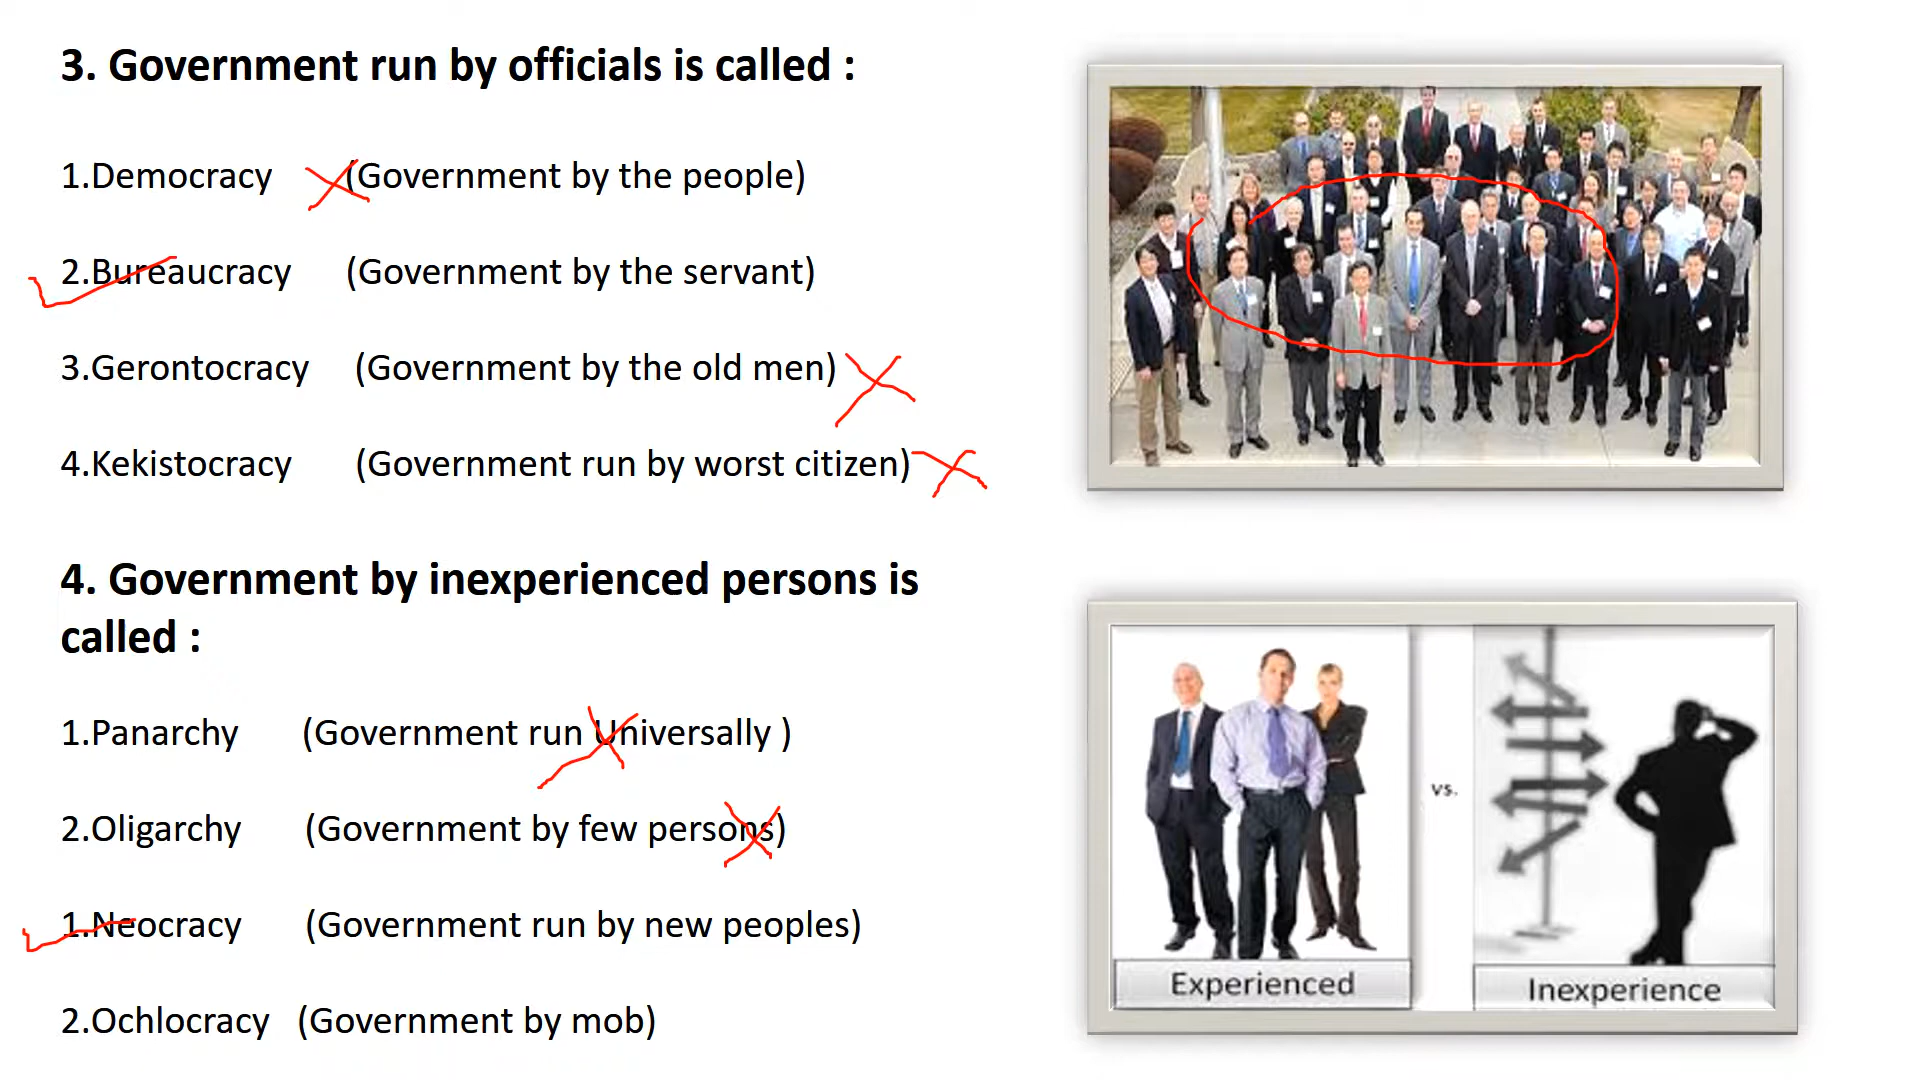 3. Government run by officials is called :
1.Democracy (Government by the people)
2.Bureaucracy (Government by the servant)
3.Gerontocracy (Government by the old men)
4.Kekistocracy (Government run by worst citizen)
4. Government by inexperienced persons is
called :
1.Panarchy (Government run Universally )
2.Oligarchy (Government by few persons)
1.Neocracy (Government run by new peoples)
2.Ochlocracy (Government by mob)
vs.
Experienced
Inexperience